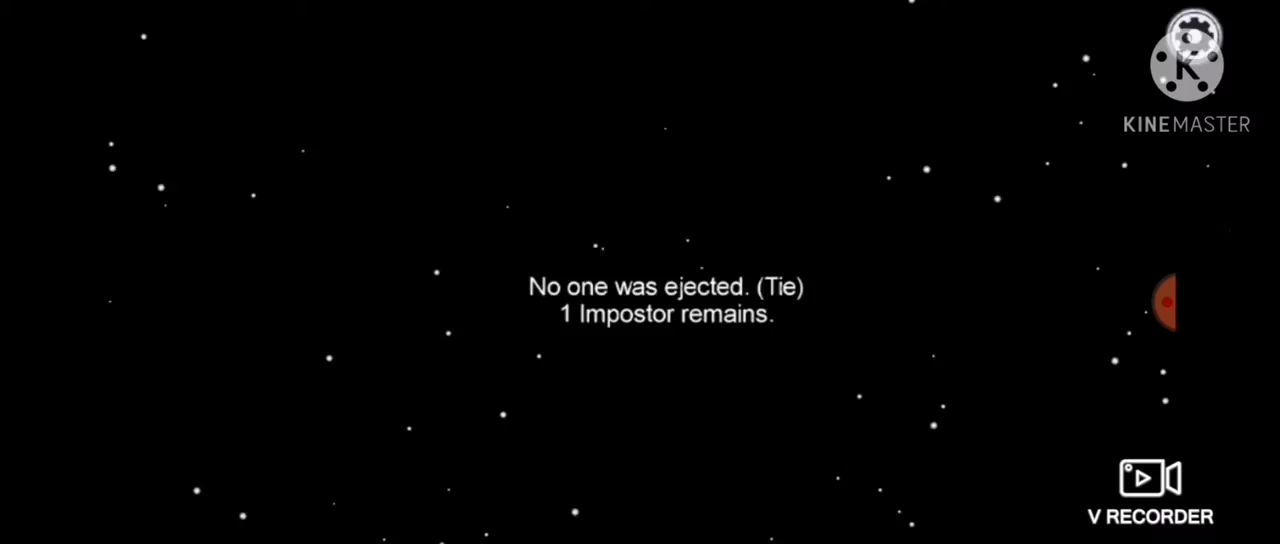 K
KINEMASTER
No one was ejected. (Tie)
1 Impostor remains.
V RECORDER